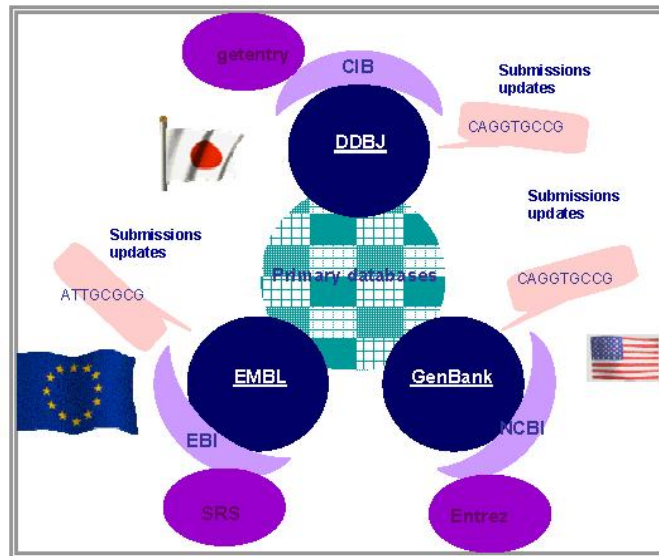 getentry
CIB
Submissions
updates
CAGGTGCCG
DDBJ
Submissions
updates
Submissions
updates
Primary databases
CAGGTGCCG
ATTGCGCG
EMBL
GenBank
EBI
NCBI
SRS
Entrez